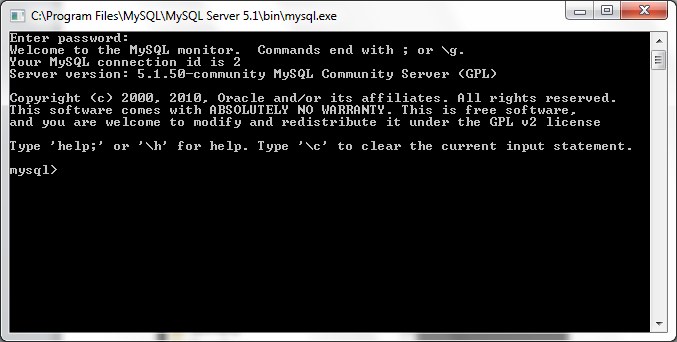 C:\Program Files\MySQL\MySQL Server 5.1\bin\mysql.exe
Enter password:
Welcome to the MySQL monitor.  Commands end with ; or \g.
Your MySQL connection id is 2
Server version: 5.1.50-community MySQL Community Server (GPL)
Copyright (c) 2000, 2010, Oracle and/or its affiliates. All rights reserved.
This software comes with ABSOLUTELY NO WARRANTY. This is free software,
and you are welcome to modify and redistribute it under the GPL v2 license
Type 'help;' or '\h' for help. Type '\c' to clear the current input statement.
mysql>